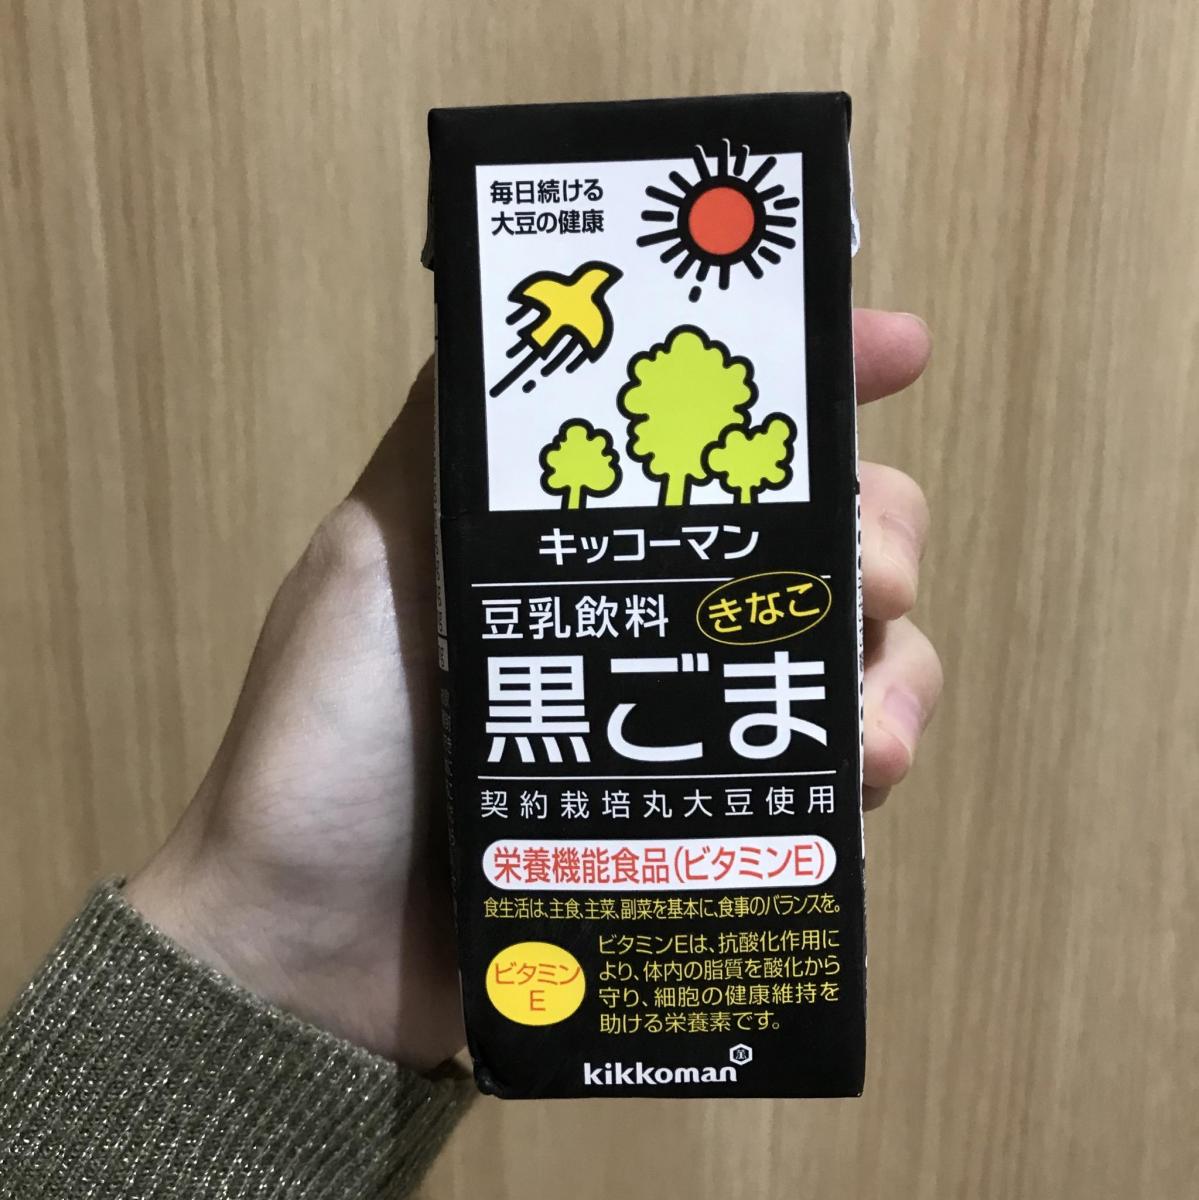 毎日続ける
大豆の健康
キッコーマン
豆乳飲料 きなこ
黒ごま
契約栽培丸大豆使用
栄養機能食品(ビタミンE)
食生活は、主食、主菜、副菜を基本に、食事のバランスを。
ビタミン
E
ビタミンEは、抗酸化作用に
より、体内の脂質を酸化から
守り、細胞の健康維持を
助ける栄養素です。
kikkoman